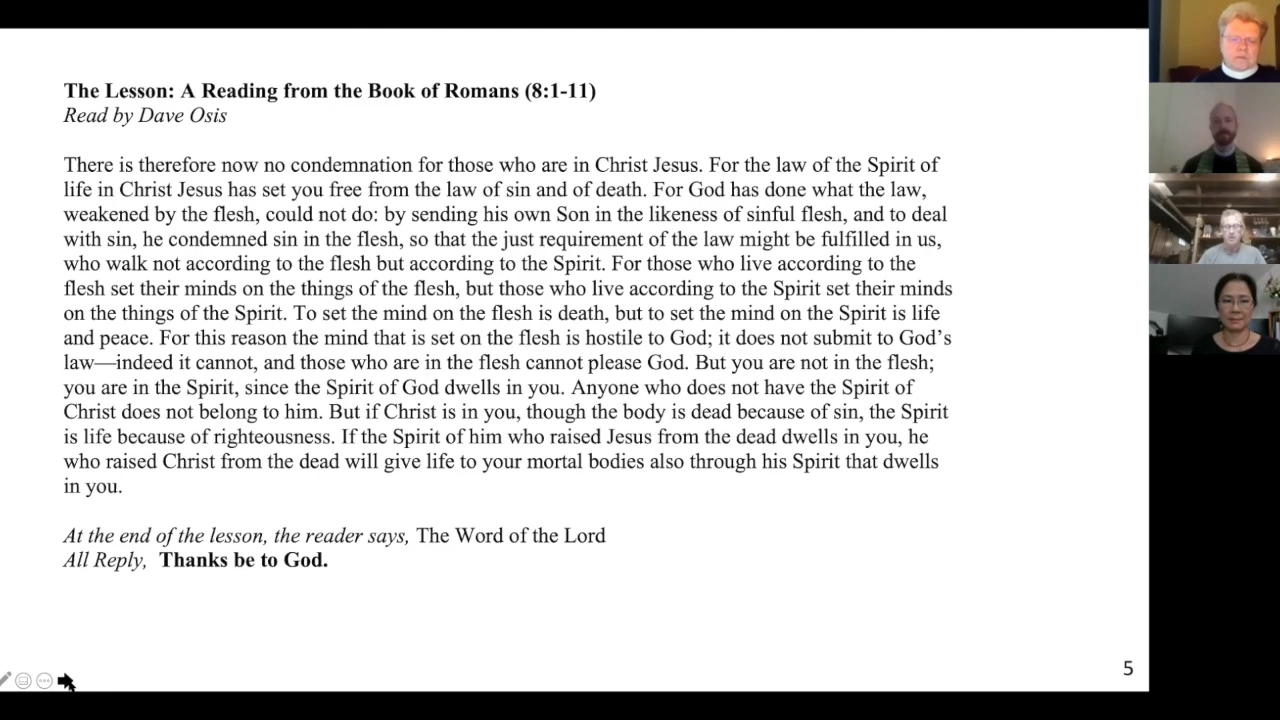 The Lesson: A Reading from the Book of Romans (8:1-11)
Read by Dave Osis
There is therefore now no condemnation for those who are in Christ Jesus. For the law of the Spirit of
life in Christ Jesus has set you free from the law of sin and of death. For God has done what the law,
weakened by the flesh, could not do: by sending his own Son in the likeness of sinful flesh, and to deal
with sin, he condemned sin in the flesh, so that the just requirement of the law might be fulfilled in us,
who walk not according to the flesh but according to the Spirit. For those who live according to the
flesh set their minds on the things of the flesh, but those who live according to the Spirit set their minds
on the things of the Spirit. To set the mind on the flesh is death, but to set the mind on the Spirit is life
and peace. For this reason the mind that is set on the flesh is hostile to God; it does not submit to God’s
law—indeed it cannot, and those who are in the flesh cannot please God. But you are not in the flesh;
you are in the Spirit, since the Spirit of God dwells in you. Anyone who does not have the Spirit of
Christ does not belong to him. But if Christ is in you, though the body is dead because of sin, the Spirit
is life because of righteousness. If the Spirit of him who raised Jesus from the dead dwells in you, he
who raised Christ from the dead will give life to your mortal bodies also through his Spirit that dwells
in you.
At the end of the lesson, the reader says, The Word of the Lord
All Reply, Thanks be to God.
5